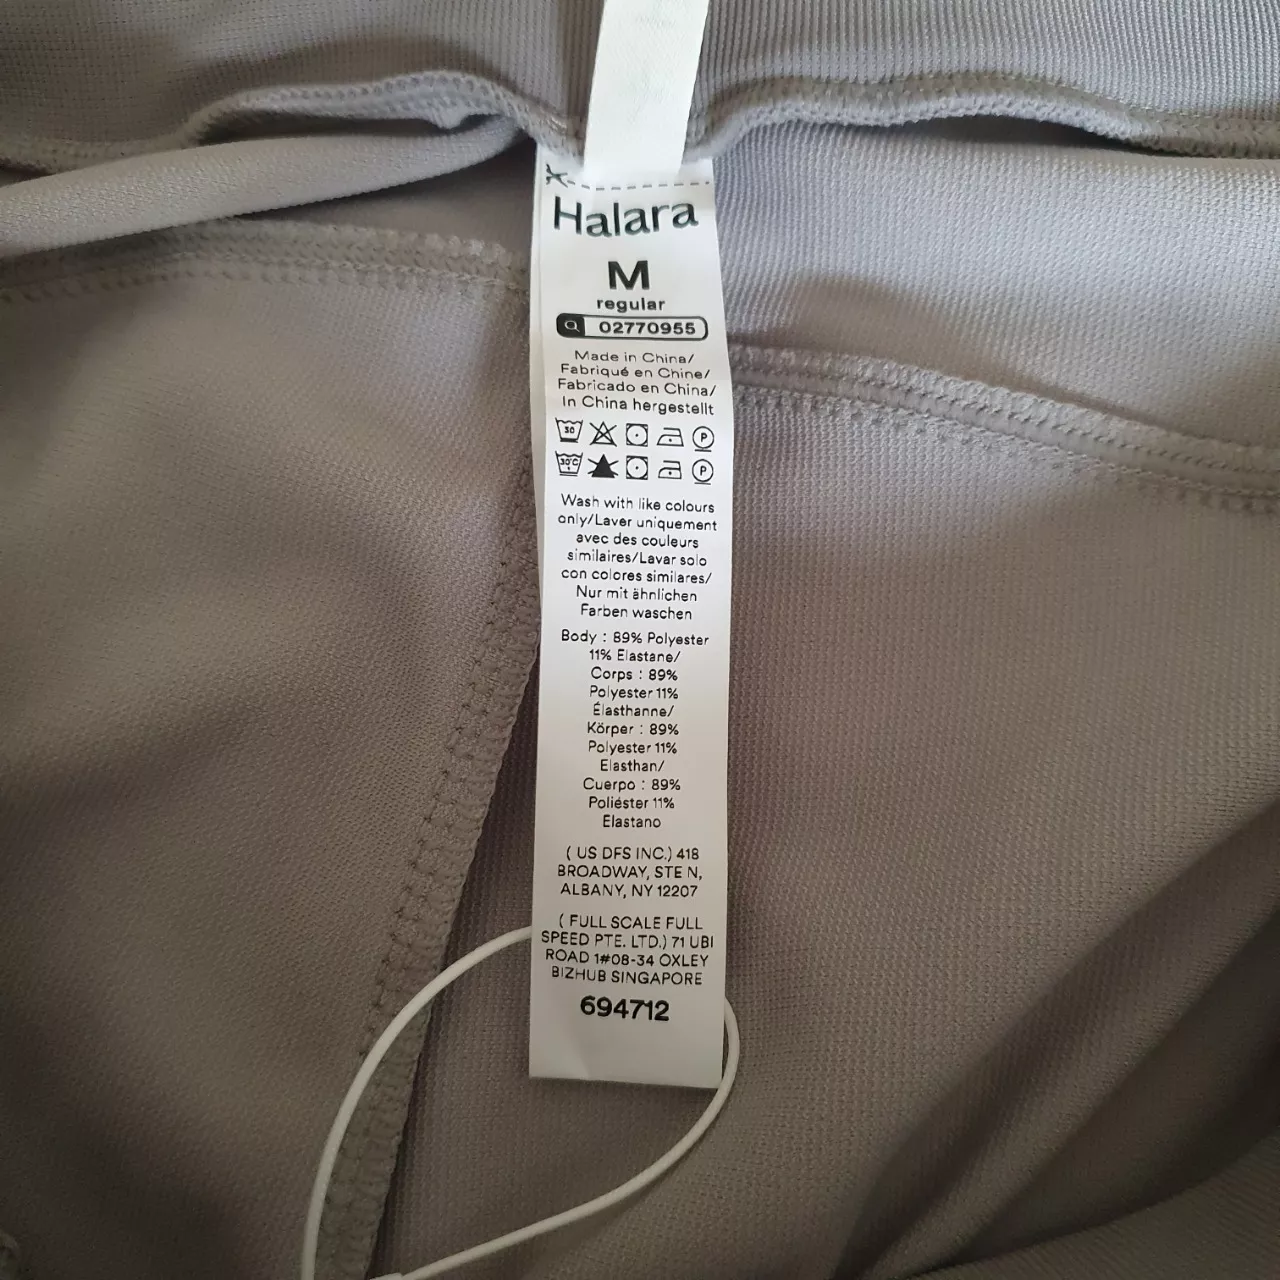 Halara
M
regular
02770955
Made in China/
Fabriqué en Chine/
Fabricado en China/
In China hergestellt
30
P
30°C
P
Wash with like colours
only/Laver uniquement
avec des couleurs
similaires/Lavar solo
con colores similares/
Nur mit ähnlichen
Farben waschen
Body : 89% Polyester
11% Elastane/
Corps : 89%
Polyester 11%
Élasthanne/
Körper : 89%
Polyester 11%
Elasthan/
Cuerpo : 89%
Poliéster 11%
Elastano
( US DFS INC.) 418
BROADWAY, STE N,
ALBANY, NY 12207
( FULL SCALE FULL
SPEED PTE. LTD.) 71 UBI
ROAD 1#08-34 OXLEY
BIZHUB SINGAPORE
694712